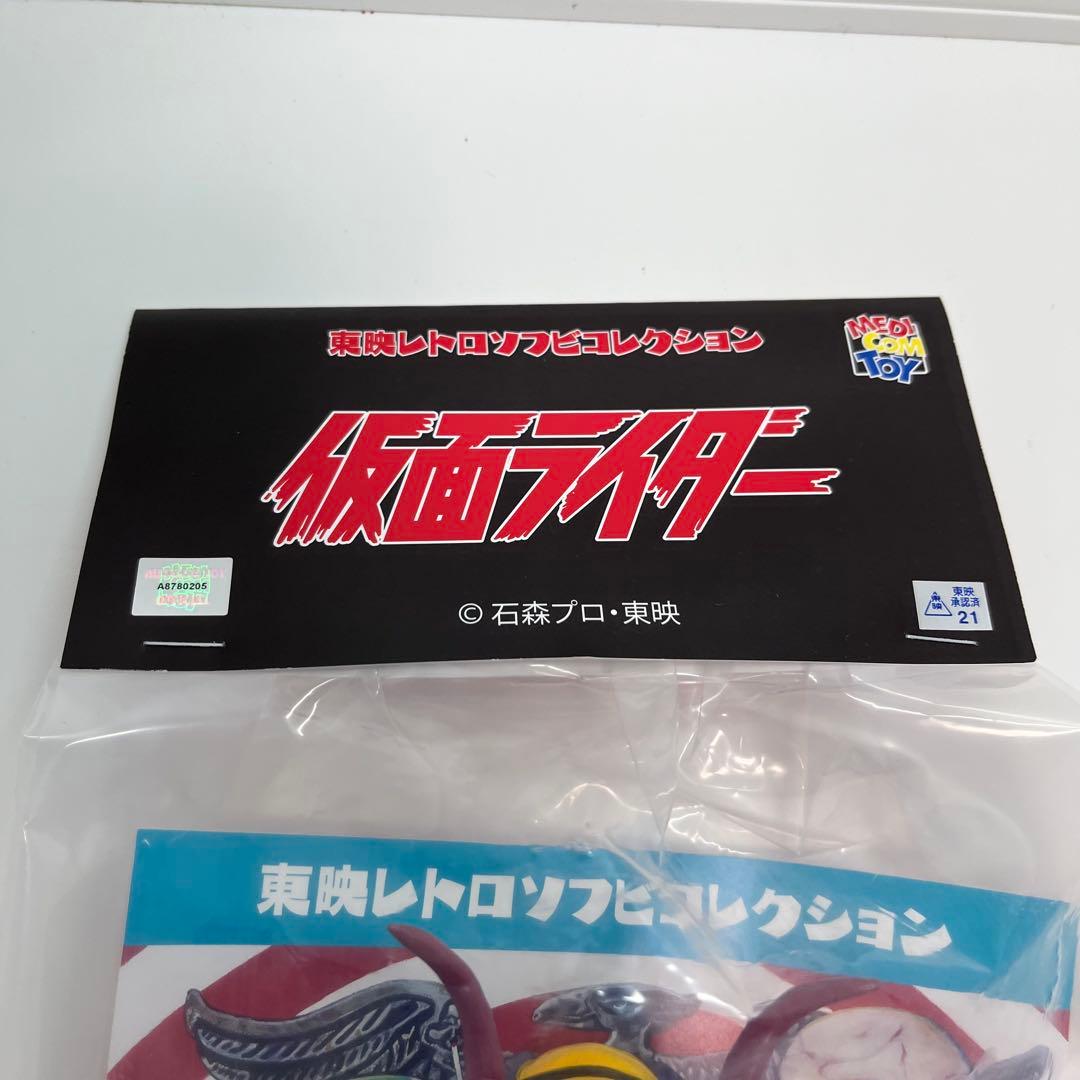 東映レトロソフビコレクション
MEDI
COM
TOY
仮面ライダー
A8780205
© 石森プロ・東映
東映
東映
承認済
21
東映レトロソフビコレクション